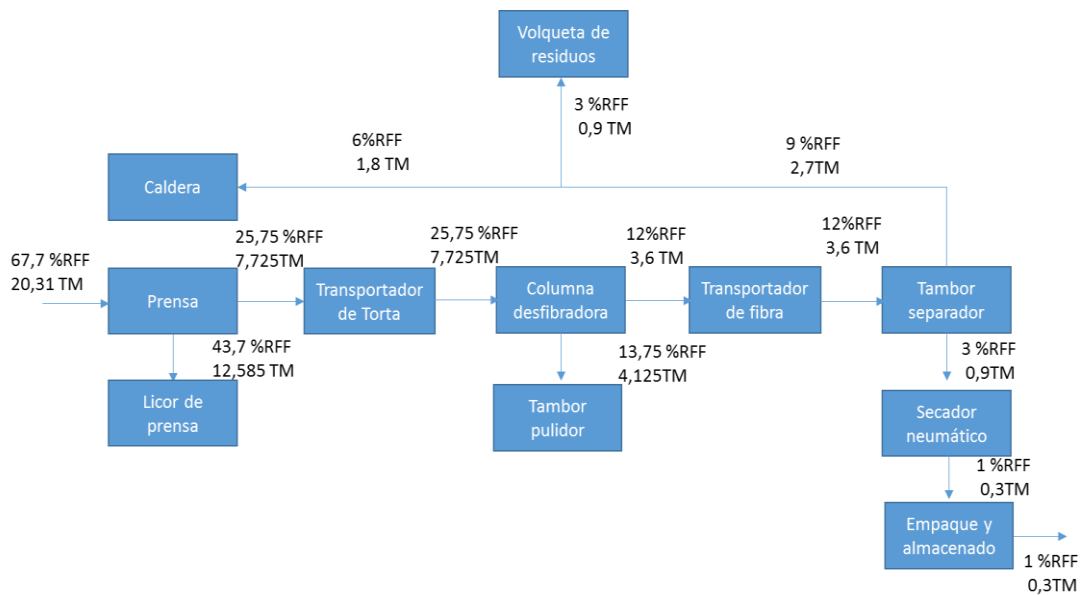 Volqueta de
residuos
3 %RFF
0,9 TM
6%RFF
1,8 TM
9 %RFF
2,7TM
Caldera
67,7 %RFF
20,31 TM
Prensa
25,75 %RFF
7,725TM
Transportador
de Torta
25,75 %RFF
7,725TM
Columna
desfibradora
12%RFF
3,6 TM
Transportador
de fibra
12%RFF
3,6 TM
Tambor
separador
43,7 %RFF
12,585 TM
Licor de
prensa
13,75 %RFF
4,125TM
Tambor
pulidor
3 %RFF
0,9TM
Secador
neumático
1 %RFF
0,3TM
Empaque y
almacenado
1 %RFF
0,3TM